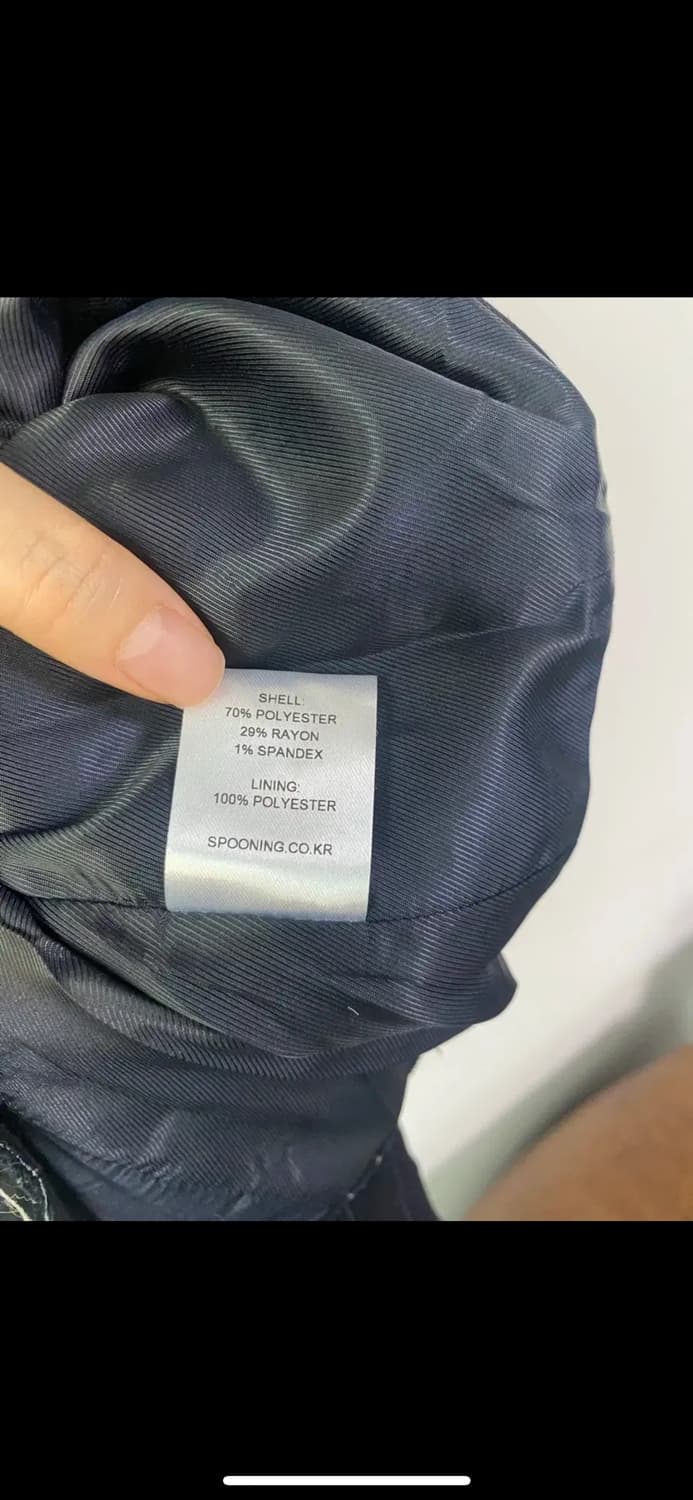 SHELL:
70% POLYESTER
29% RAYON
1% SPANDEX
LINING:
100% POLYESTER
SPOONING.CO.KR